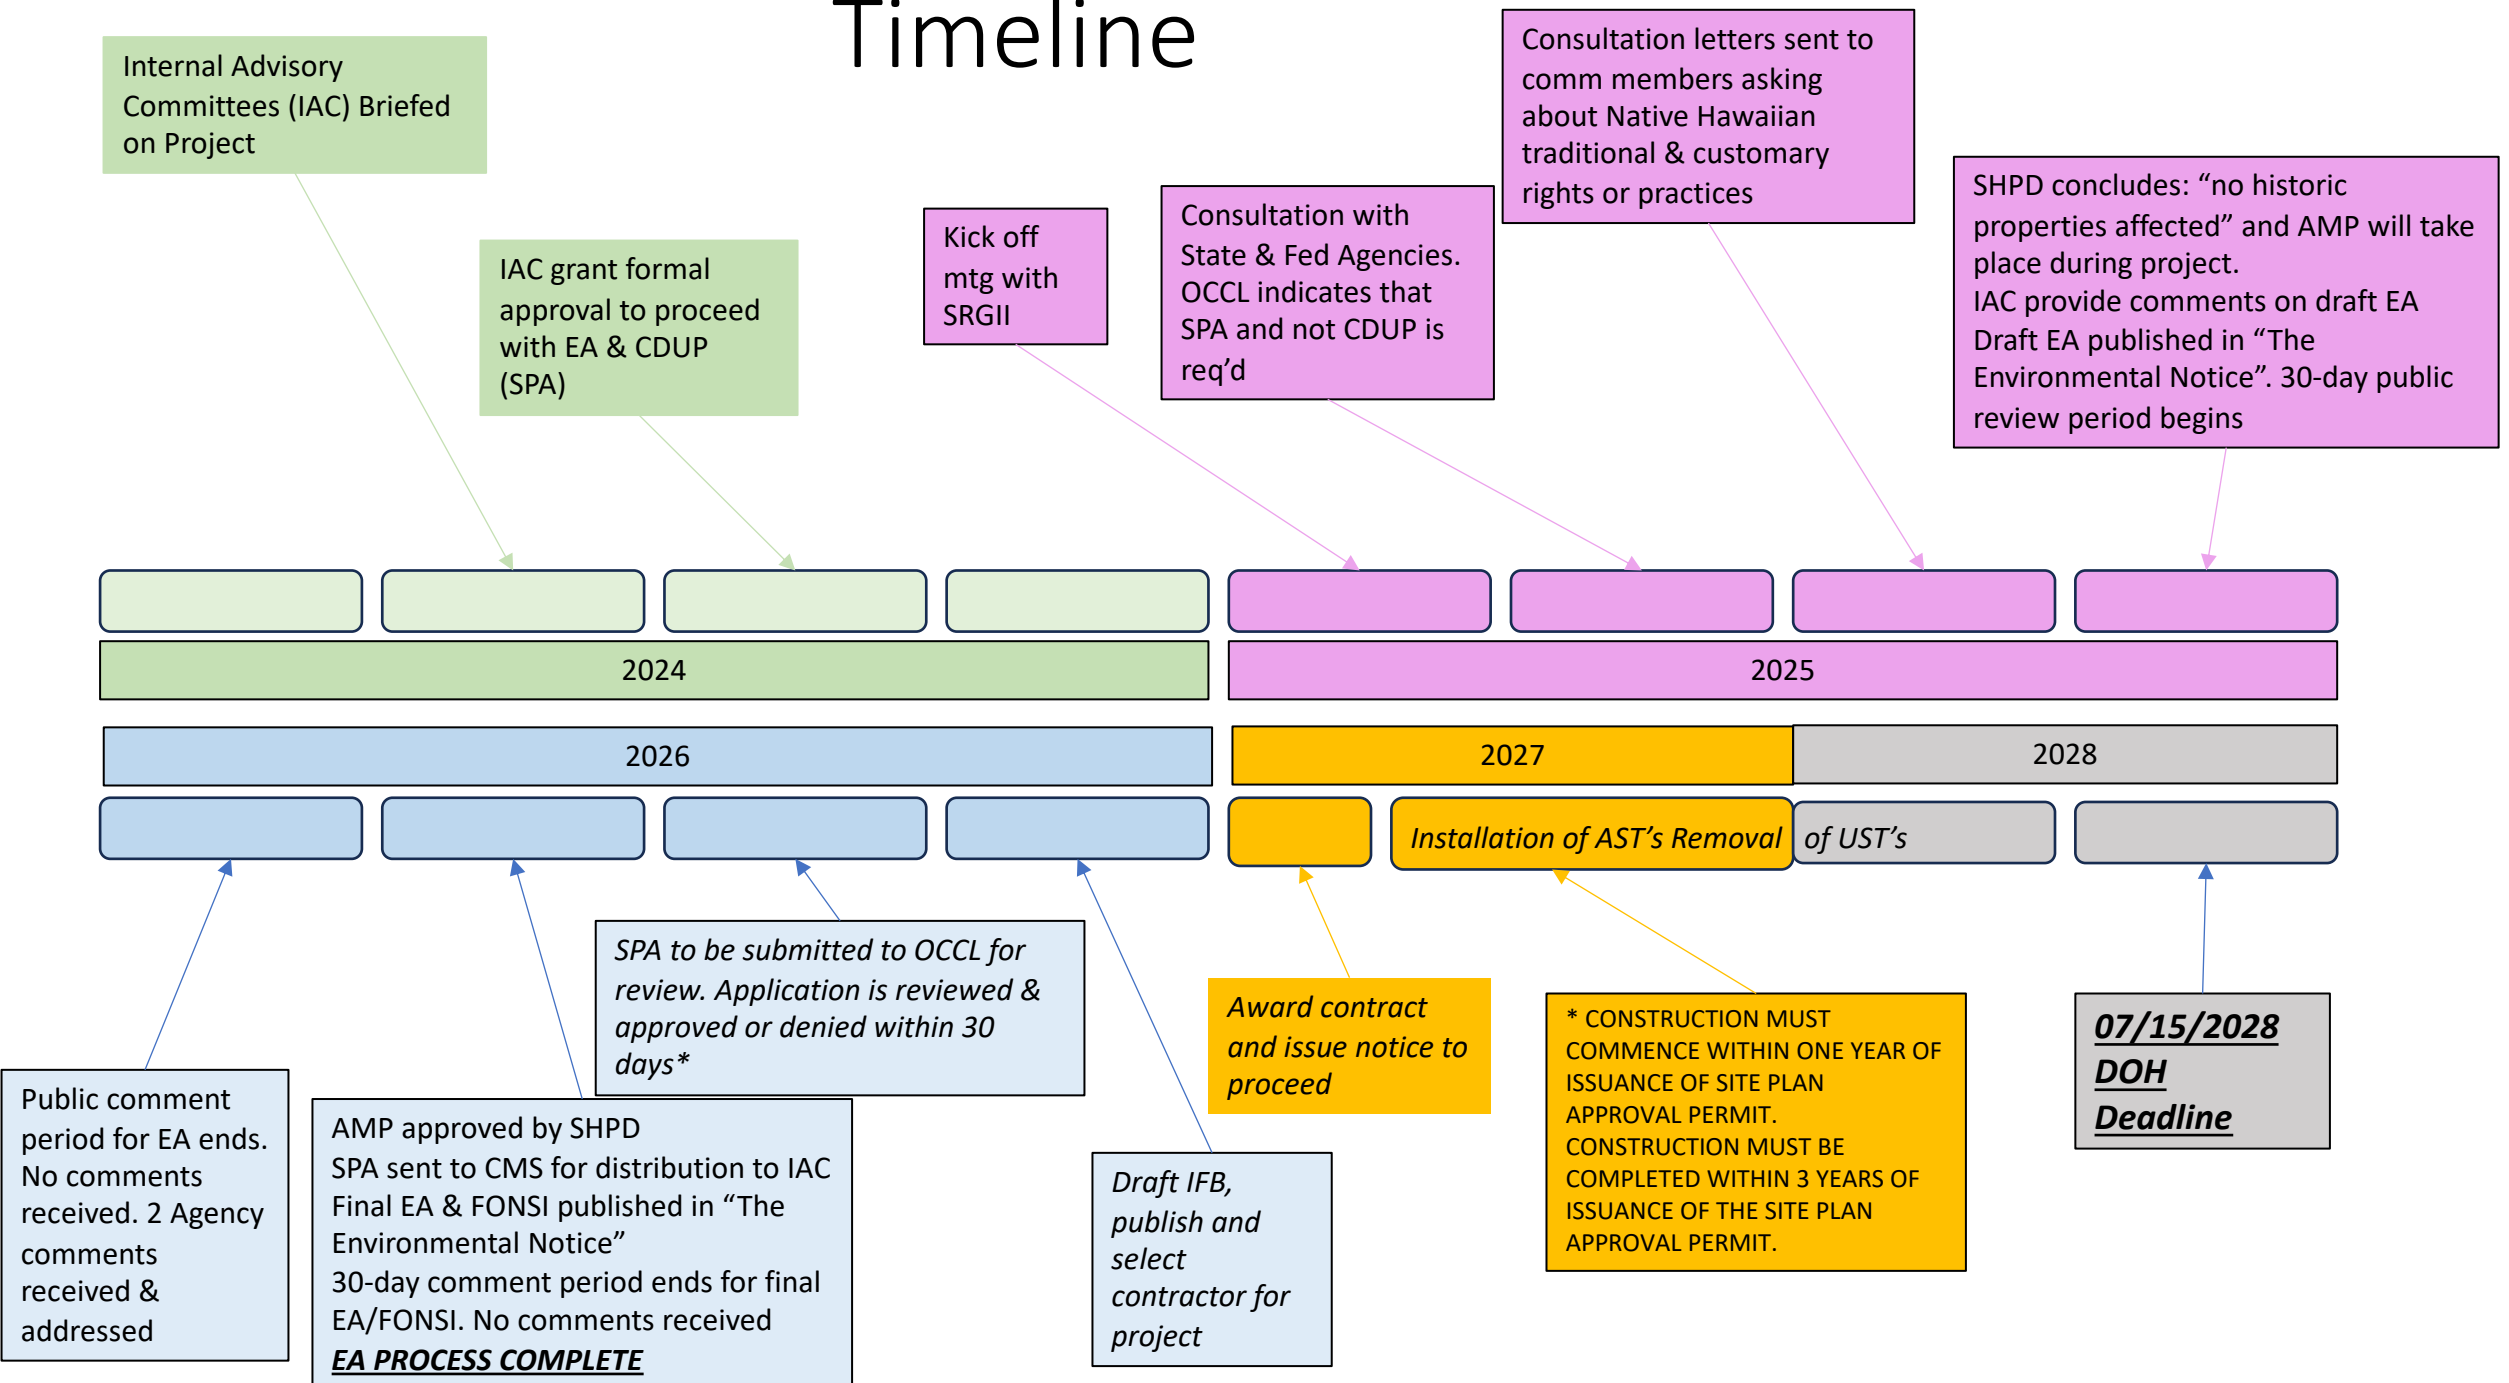 Timeline
Internal Advisory
Committees (IAC) Briefed
on Project
IAC grant formal
approval to proceed
with EA & CDUP
(SPA)
Kick off
mtg with
SRGII
Consultation with
State & Fed Agencies.
OCCL indicates that
SPA and not CDUP is
req’d
Consultation letters sent to
comm members asking
about Native Hawaiian
traditional & customary
rights or practices
SHPD concludes: “no historic
properties affected” and AMP will take
place during project.
IAC provide comments on draft EA
Draft EA published in “The
Environmental Notice”. 30-day public
review period begins
2024
2025
2026
2027
2028
Installation of AST’s Removal of UST’s
Public comment
period for EA ends.
No comments
received. 2 Agency
comments
received &
addressed
AMP approved by SHPD
SPA sent to CMS for distribution to IAC
Final EA & FONSI published in “The
Environmental Notice”
30-day comment period ends for final
EA/FONSI. No comments received
EA PROCESS COMPLETE
SPA to be submitted to OCCL for
review. Application is reviewed &
approved or denied within 30
days*
Draft IFB,
publish and
select
contractor for
project
Award contract
and issue notice to
proceed
* CONSTRUCTION MUST
COMMENCE WITHIN ONE YEAR OF
ISSUANCE OF SITE PLAN
APPROVAL PERMIT.
CONSTRUCTION MUST BE
COMPLETED WITHIN 3 YEARS OF
ISSUANCE OF THE SITE PLAN
APPROVAL PERMIT.
07/15/2028
DOH
Deadline